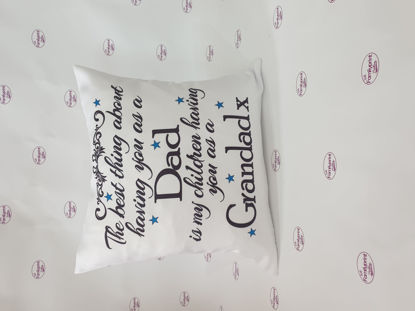 The best thing about
having you as a
Dad
is my children having
you as a
Grandad x